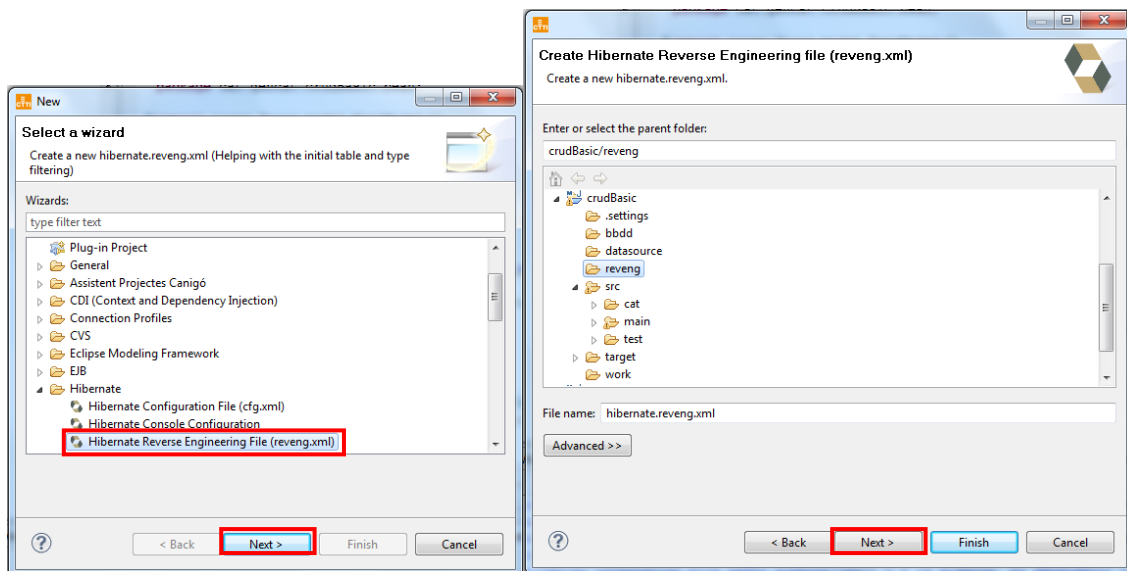 New
Select a wizard
Create a new hibernate.reveng.xml (Helping with the initial table and type
filtering)
Wizards:
type filter text
Plug-in Project
General
Assistent Projectes Canigó
CDI (Context and Dependency Injection)
Connection Profiles
CVS
Eclipse Modeling Framework
EJB
Hibernate
Hibernate Configuration File (cfg.xml)
Hibernate Console Configuration
Hibernate Reverse Engineering File (reveng.xml)
< Back
Next >
Finish
Cancel
Create Hibernate Reverse Engineering file (reveng.xml)
Create a new hibernate.reveng.xml.
Enter or select the parent folder:
crudBasic/reveng
crudBasic
.settings
bbdd
datasource
reveng
src
cat
main
test
target
work
File name: hibernate.reveng.xml
Advanced >>
< Back
Next >
Finish
Cancel